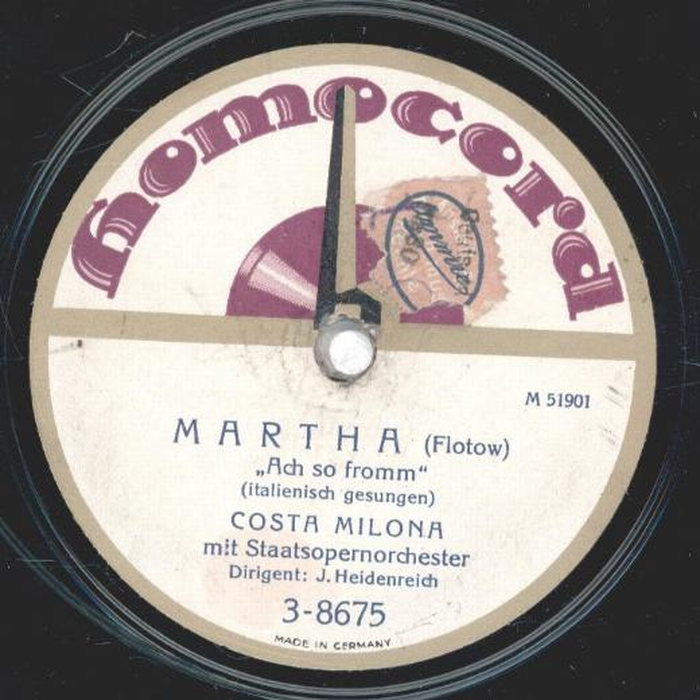 homocord
M 51901
MARTHA (Flotow)
„Ach so fromm“
(italienisch gesungen)
COSTA MILONA
mit Staatsopernorchester
Dirigent: J. Heidenreich
3-8675
MADE IN GERMANY